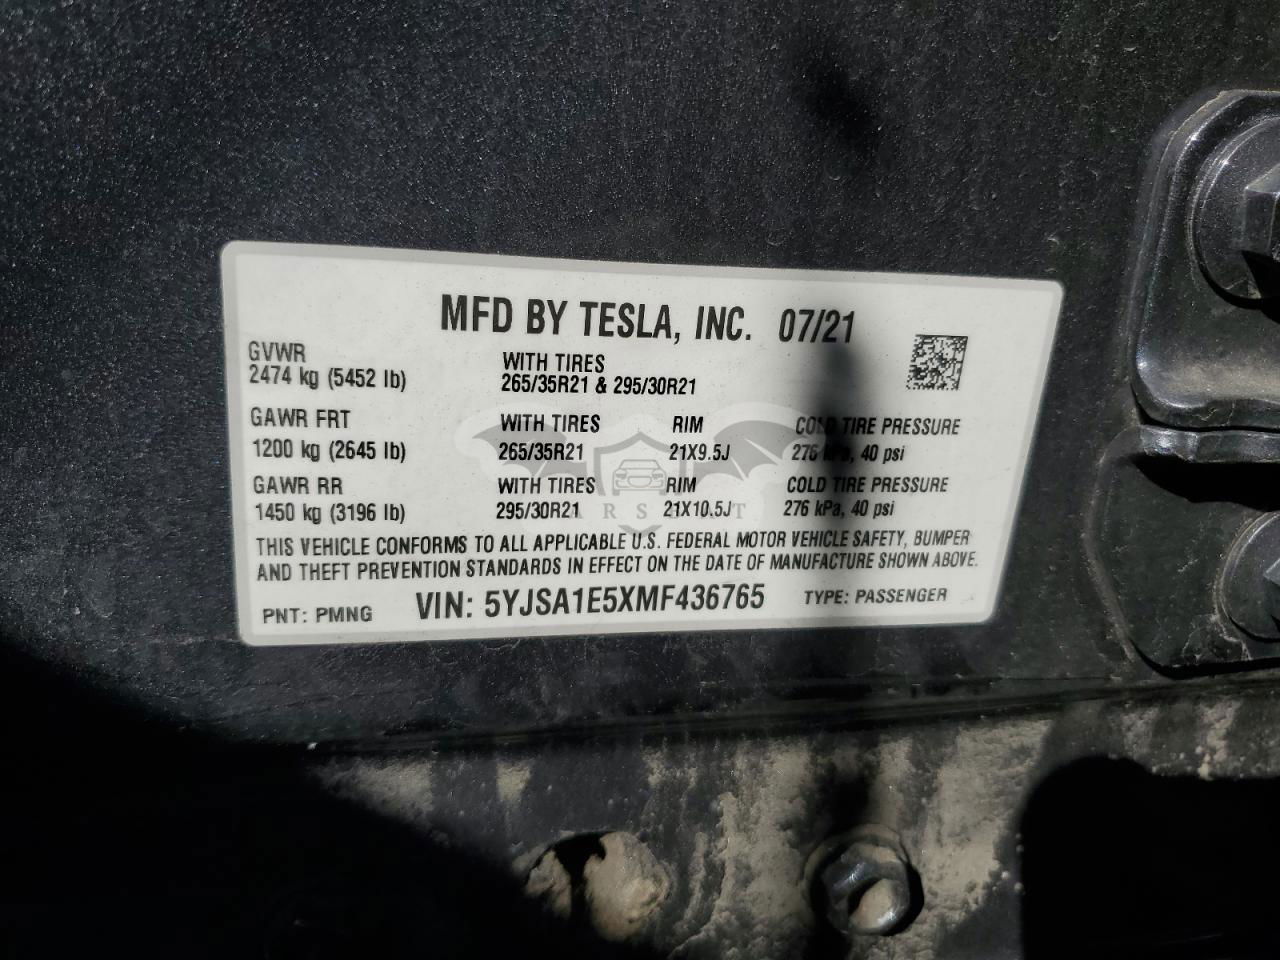 MFD BY TESLA, INC. 07/21
GVWR
2474 kg (5452 lb)
WITH TIRES
265/35R21 & 295/30R21
GAWR FRT WITH TIRES RIM COLD TIRE PRESSURE
1200 kg (2645 lb) 265/35R21 21X9.5J 276 kPa, 40 psi
GAWR RR WITH TIRES RIM COLD TIRE PRESSURE
1450 kg (3196 lb) 295/30R21 21X10.5J 276 kPa, 40 psi
THIS VEHICLE CONFORMS TO ALL APPLICABLE U.S. FEDERAL MOTOR VEHICLE SAFETY, BUMPER
AND THEFT PREVENTION STANDARDS IN EFFECT ON THE DATE OF MANUFACTURE SHOWN ABOVE.
PNT: PMNG VIN: 5YJSA1E5XMF436765 TYPE: PASSENGER